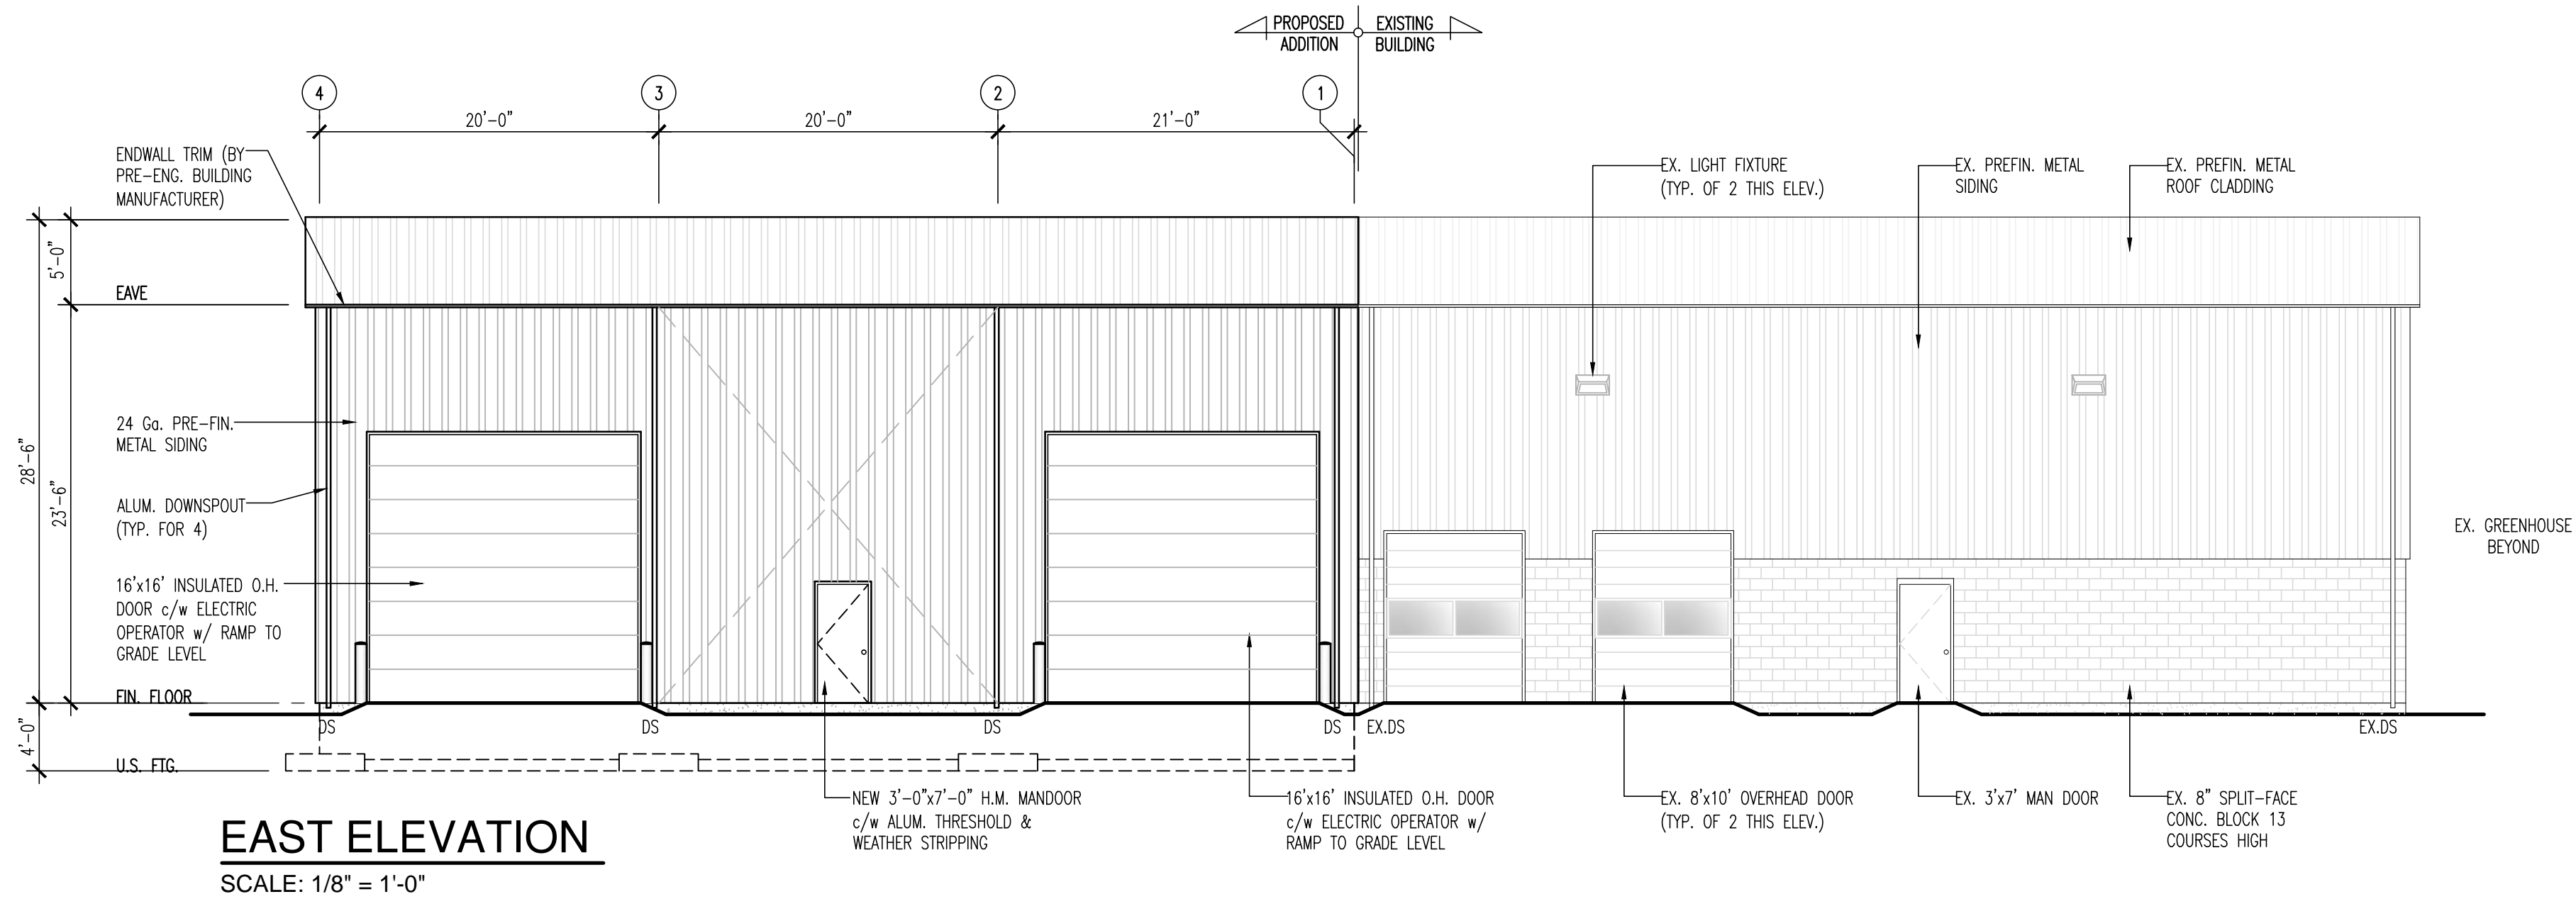 PROPOSED
ADDITION
EXISTING
BUILDING
4
3
2
1
20'-0"
20'-0"
21'-0"
ENDWALL TRIM (BY
PRE-ENG. BUILDING
MANUFACTURER)
EX. LIGHT FIXTURE
(TYP. OF 2 THIS ELEV.)
EX. PREFIN. METAL
SIDING
EX. PREFIN. METAL
ROOF CLADDING
5'-0"
EAVE
28'-6"
23'-6"
24 Ga. PRE-FIN.
METAL SIDING
ALUM. DOWNSPOUT
(TYP. FOR 4)
EX. GREENHOUSE
BEYOND
16'x16' INSULATED O.H.
DOOR c/w ELECTRIC
OPERATOR w/ RAMP TO
GRADE LEVEL
FIN. FLOOR
4'-0"
DS
DS
DS
DS
EX.DS
EX.DS
U.S. FTG.
NEW 3'-0"x7'-0" H.M. MANDOOR
c/w ALUM. THRESHOLD &
WEATHER STRIPPING
16'x16' INSULATED O.H. DOOR
c/w ELECTRIC OPERATOR w/
RAMP TO GRADE LEVEL
EX. 8'x10' OVERHEAD DOOR
(TYP. OF 2 THIS ELEV.)
EX. 3'x7' MAN DOOR
EX. 8" SPLIT-FACE
CONC. BLOCK 13
COURSES HIGH
EAST ELEVATION
SCALE: 1/8" = 1'-0"